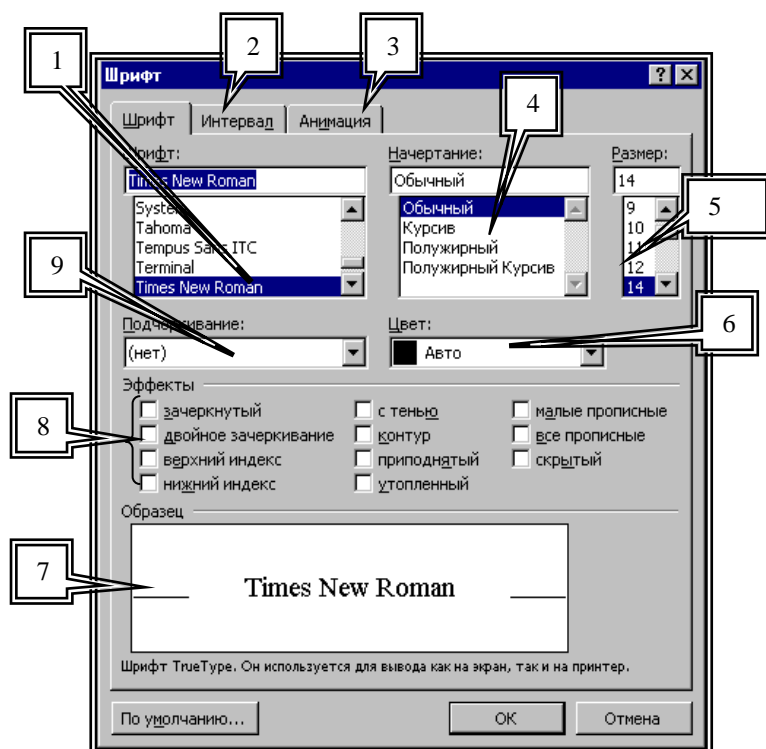 1 2 3
Шрифт
4
Шрифт Интервал Анимация
Шрифт: Начертание: Размер:
Times New Roman Обычный 14
System Обычный 9
Tahoma Курсив 10 5
Tempus Sans ITC Полужирный 11
9 Terminal Полужирный Курсив 12
Times New Roman 14
Подчеркивание: Цвет: 6
(нет) Авто
Эффекты
зачеркнутый с тенью малые прописные
8 двойное зачеркивание контур все прописные
верхний индекс приподнятый скрытый
нижний индекс утопленный
Образец
7 Times New Roman
Шрифт TrueType. Он используется для вывода как на экран, так и на принтер.
По умолчанию... ОК Отмена